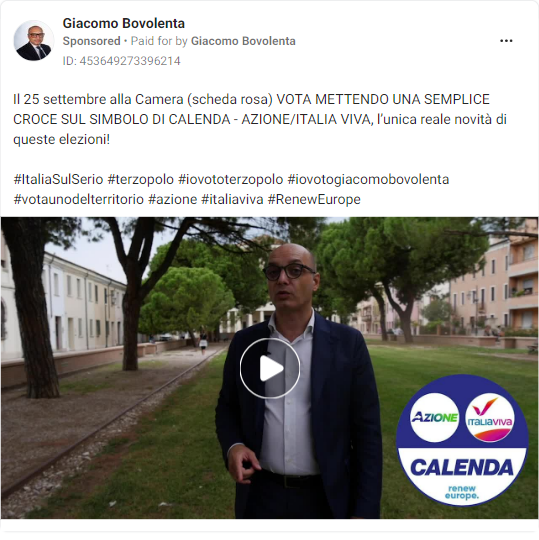 Giacomo Bovolenta
Sponsored • Paid for by Giacomo Bovolenta
ID: 453649273396214
Il 25 settembre alla Camera (scheda rosa) VOTA METTENDO UNA SEMPLICE
CROCE SUL SIMBOLO DI CALENDA - AZIONE/ITALIA VIVA, l’unica reale novità di
queste elezioni!
#ItaliaSulSerio #terzopolo #iovototerzopolo #iovotogiacomobovolenta
#votaunodelterritorio #azione #italiaviva #RenewEurope
AZIONE
ITALIAVIVA
CALENDA
renew
europe.